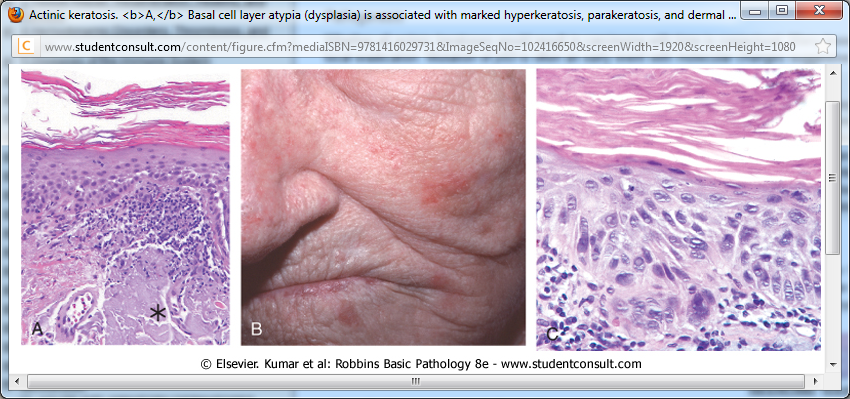 Actinic keratosis. <b>A,</b> Basal cell layer atypia (dysplasia) is associated with marked hyperkeratosis, parakeratosis, and dermal ...
www.studentconsult.com/content/figure.cfm?mediaISBN=9781416029731&ImageSeqNo=102416650&screenWidth=1920&screenHeight=1080
A
*
B
C
© Elsevier. Kumar et al: Robbins Basic Pathology 8e - www.studentconsult.com